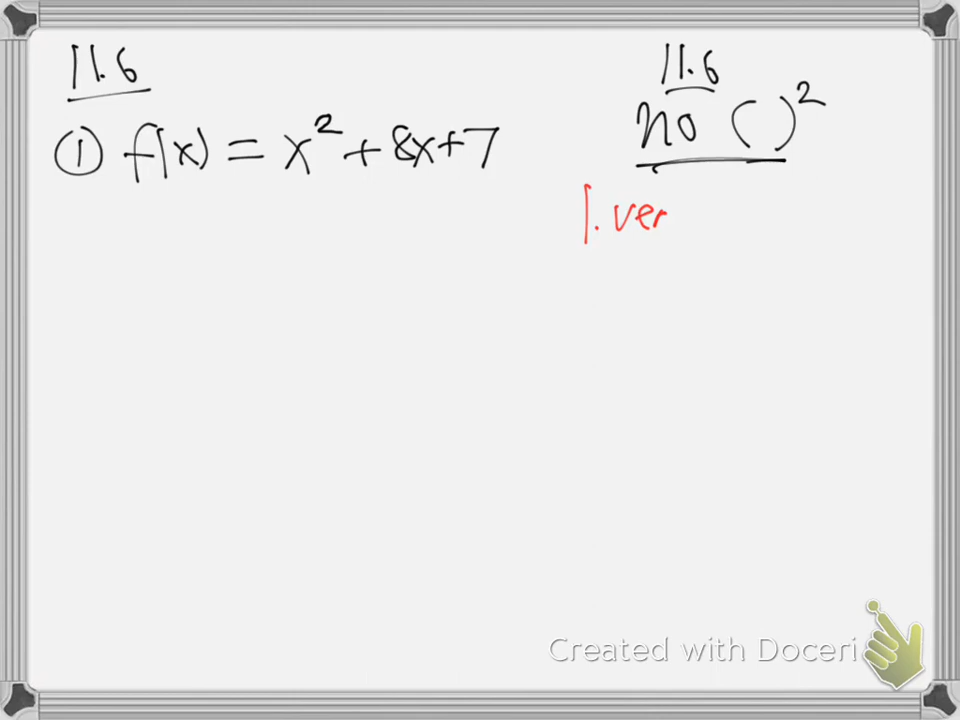 11.6
① f(x) = x² + 8x + 7
11.6
no ( )²
1. ver
Created with Doceri